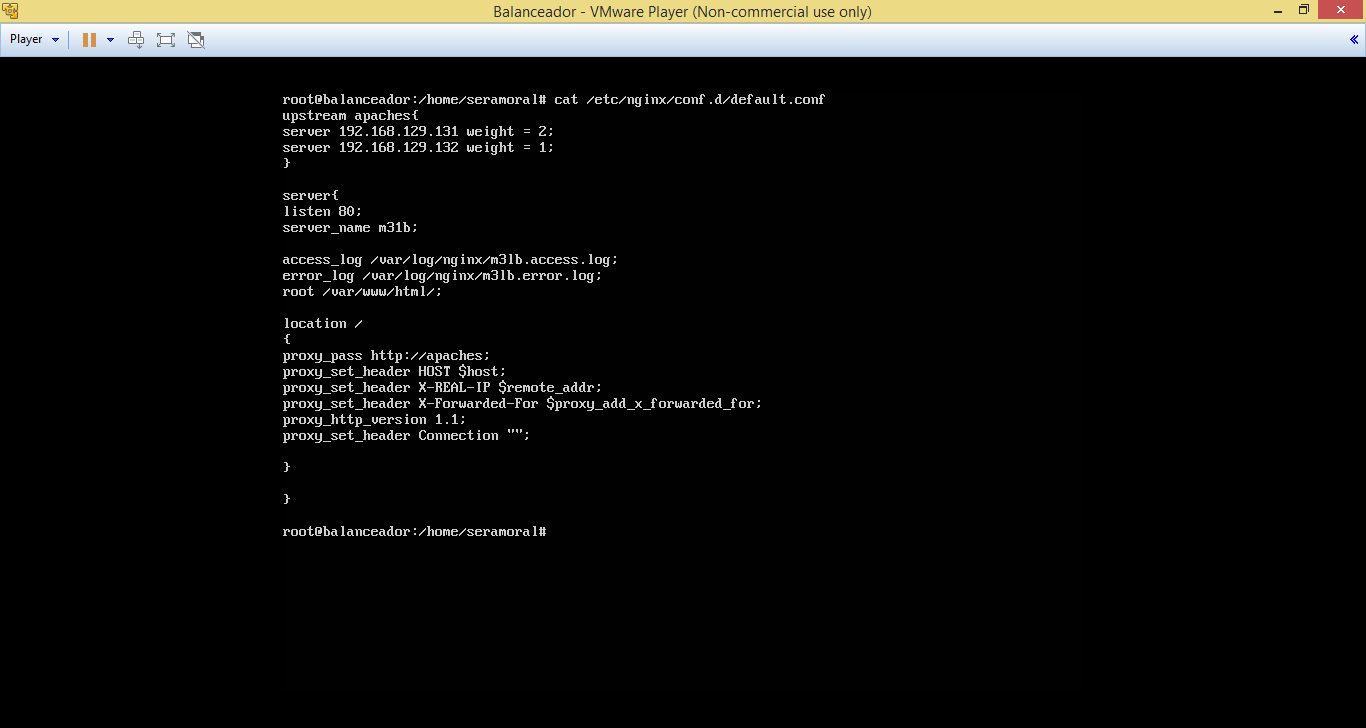 Balanceador - VMware Player (Non-commercial use only)
Player
root@balanceador:/home/seramoral# cat /etc/nginx/conf.d/default.conf
upstream apaches{
server 192.168.129.131 weight = 2;
server 192.168.129.132 weight = 1;
}
server{
listen 80;
server_name m31b;
access_log /var/log/nginx/m3lb.access.log;
error_log /var/log/nginx/m3lb.error.log;
root /var/www/html/;
location /
{
proxy_pass http://apaches;
proxy_set_header HOST $host;
proxy_set_header X-REAL-IP $remote_addr;
proxy_set_header X-Forwarded-For $proxy_add_x_forwarded_for;
proxy_http_version 1.1;
proxy_set_header Connection "";
}
}
root@balanceador:/home/seramoral#